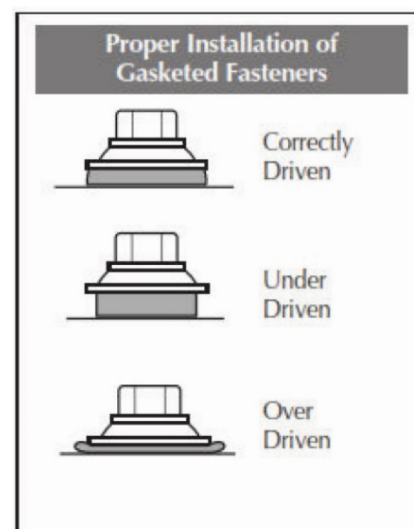 Proper Installation of
Gasketed Fasteners
Correctly
Driven
Under
Driven
Over
Driven